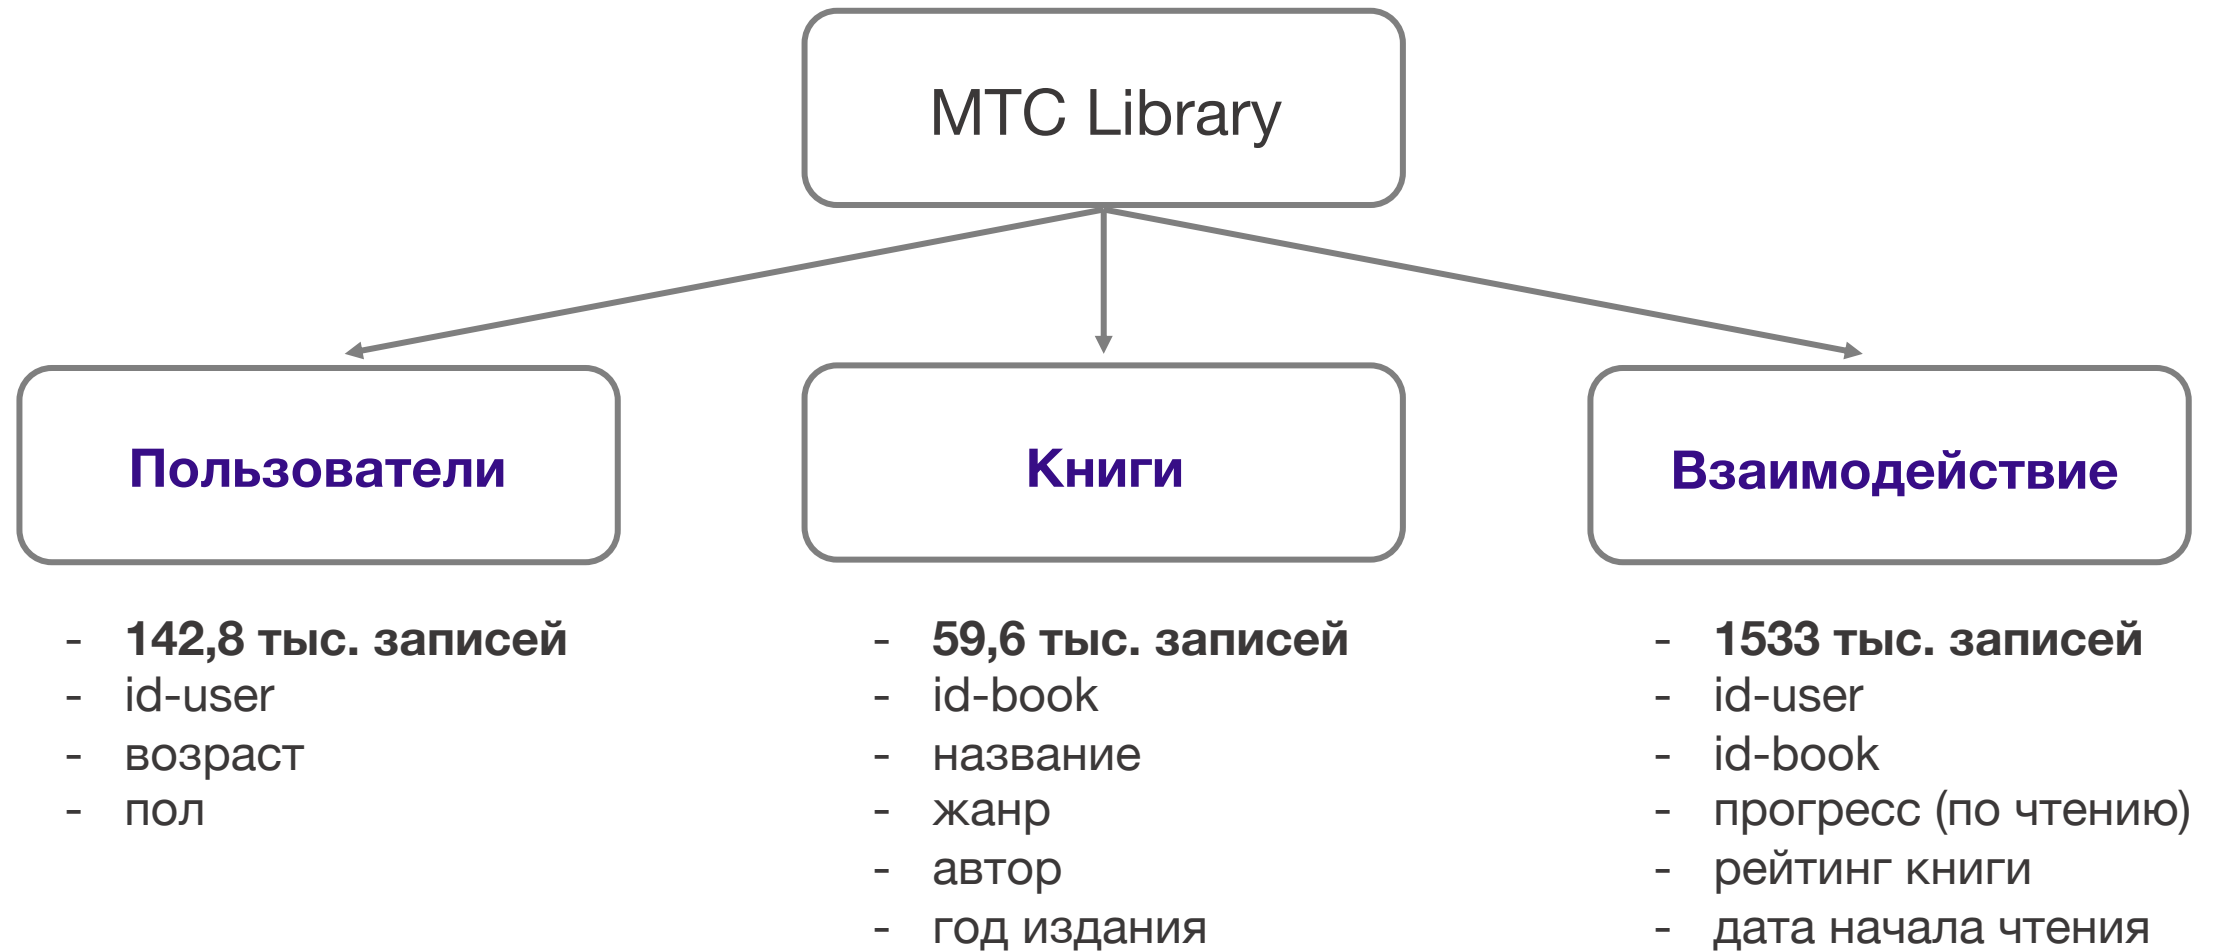 МТС Library
Пользователи
- 142,8 тыс. записей
- id-user
- возраст
- пол
Книги
- 59,6 тыс. записей
- id-book
- название
- жанр
- автор
- год издания
Взаимодействие
- 1533 тыс. записей
- id-user
- id-book
- прогресс (по чтению)
- рейтинг книги
- дата начала чтения